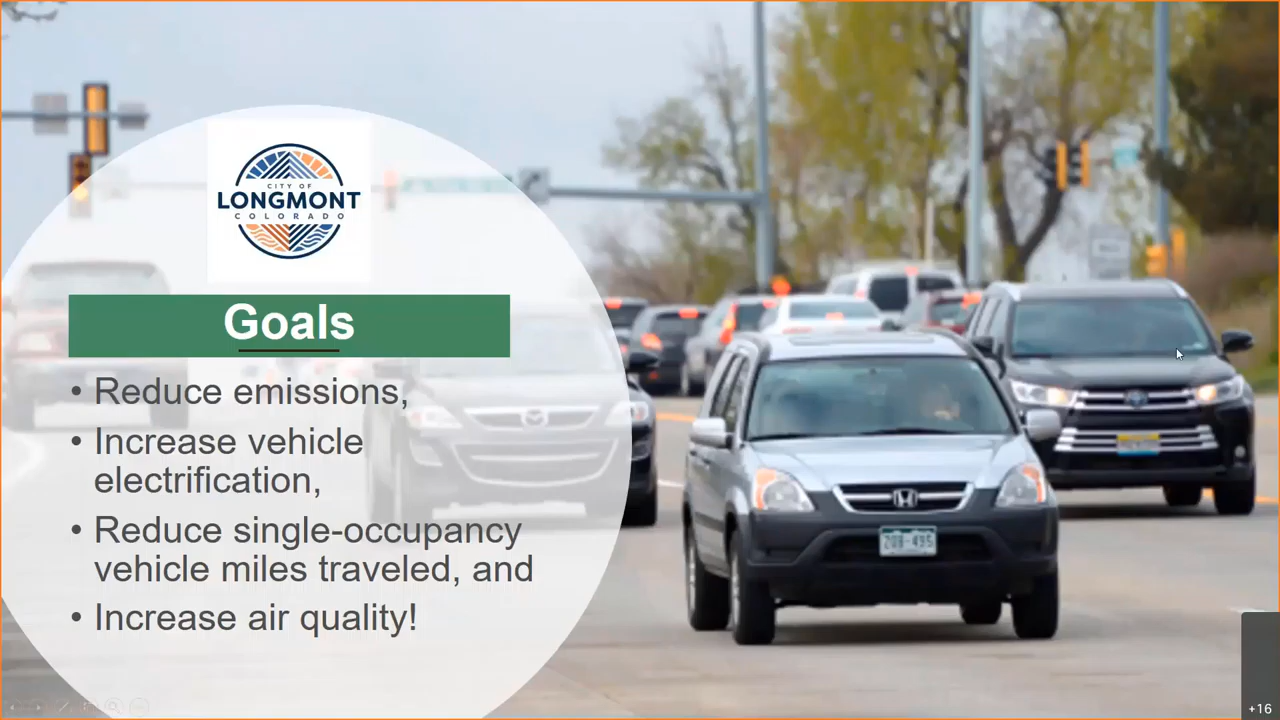 CITY OF
LONGMONT
COLORADO
Goals
• Reduce emissions,
• Increase vehicle
electrification,
• Reduce single-occupancy
vehicle miles traveled, and
• Increase air quality!
+16